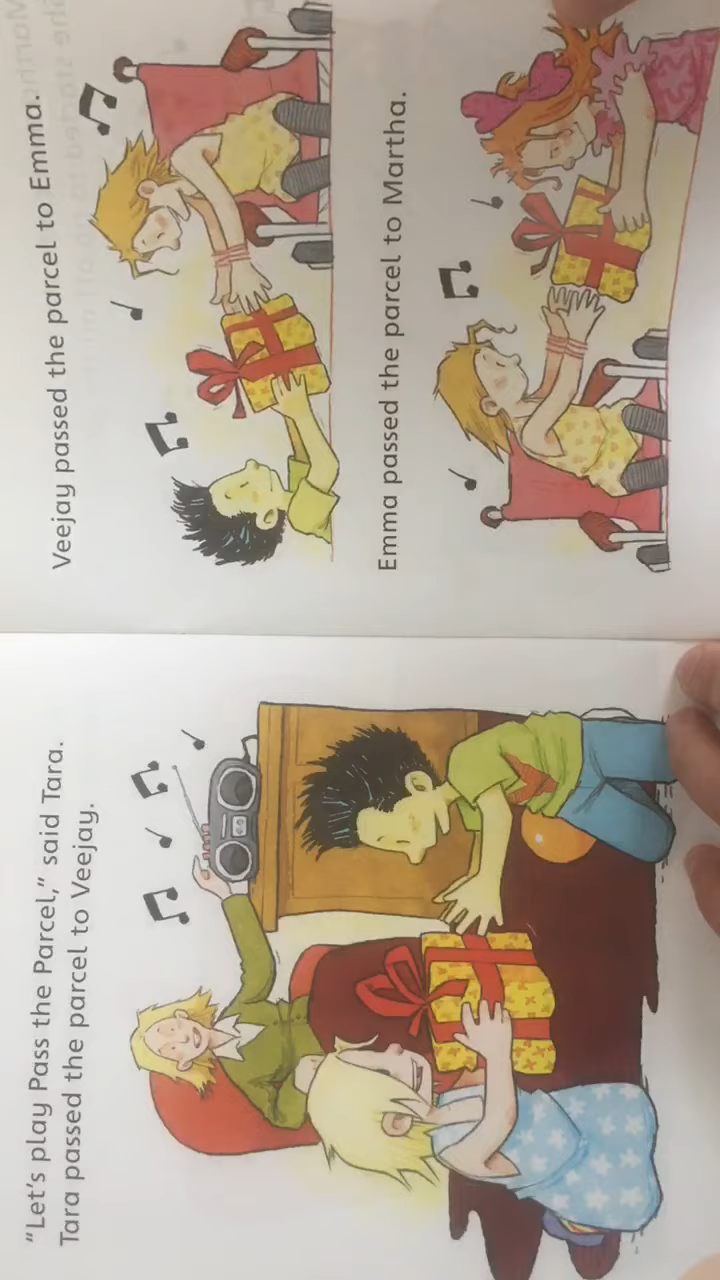 "Let's play Pass the Parcel," said Tara.
Tara passed the parcel to Veejay.
Veejay passed the parcel to Emma.
Emma passed the parcel to Martha.